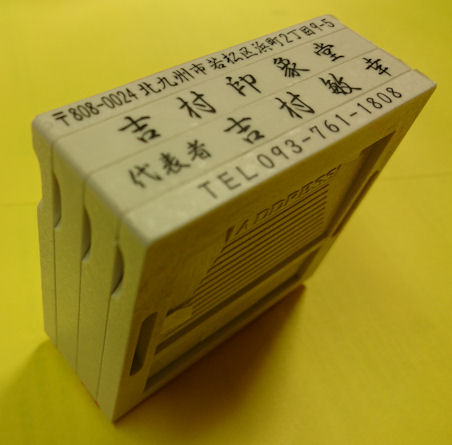 〒808-0024 北九州市若松区浜町2丁目9-5
吉村印象堂
代表者 吉村敏幸
TEL 093-761-1808
ADDRESS